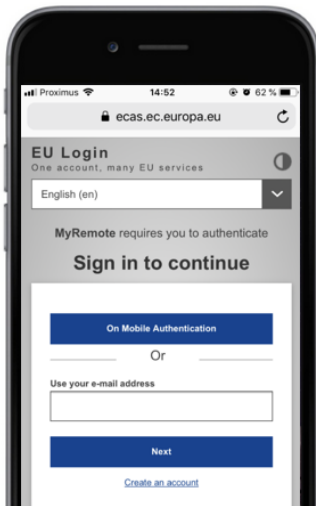 Proximus 14:52 62 %
ecas.ec.europa.eu
EU Login
One account, many EU services
English (en)
MyRemote requires you to authenticate
Sign in to continue
On Mobile Authentication
Or
Use your e-mail address
Next
Create an account